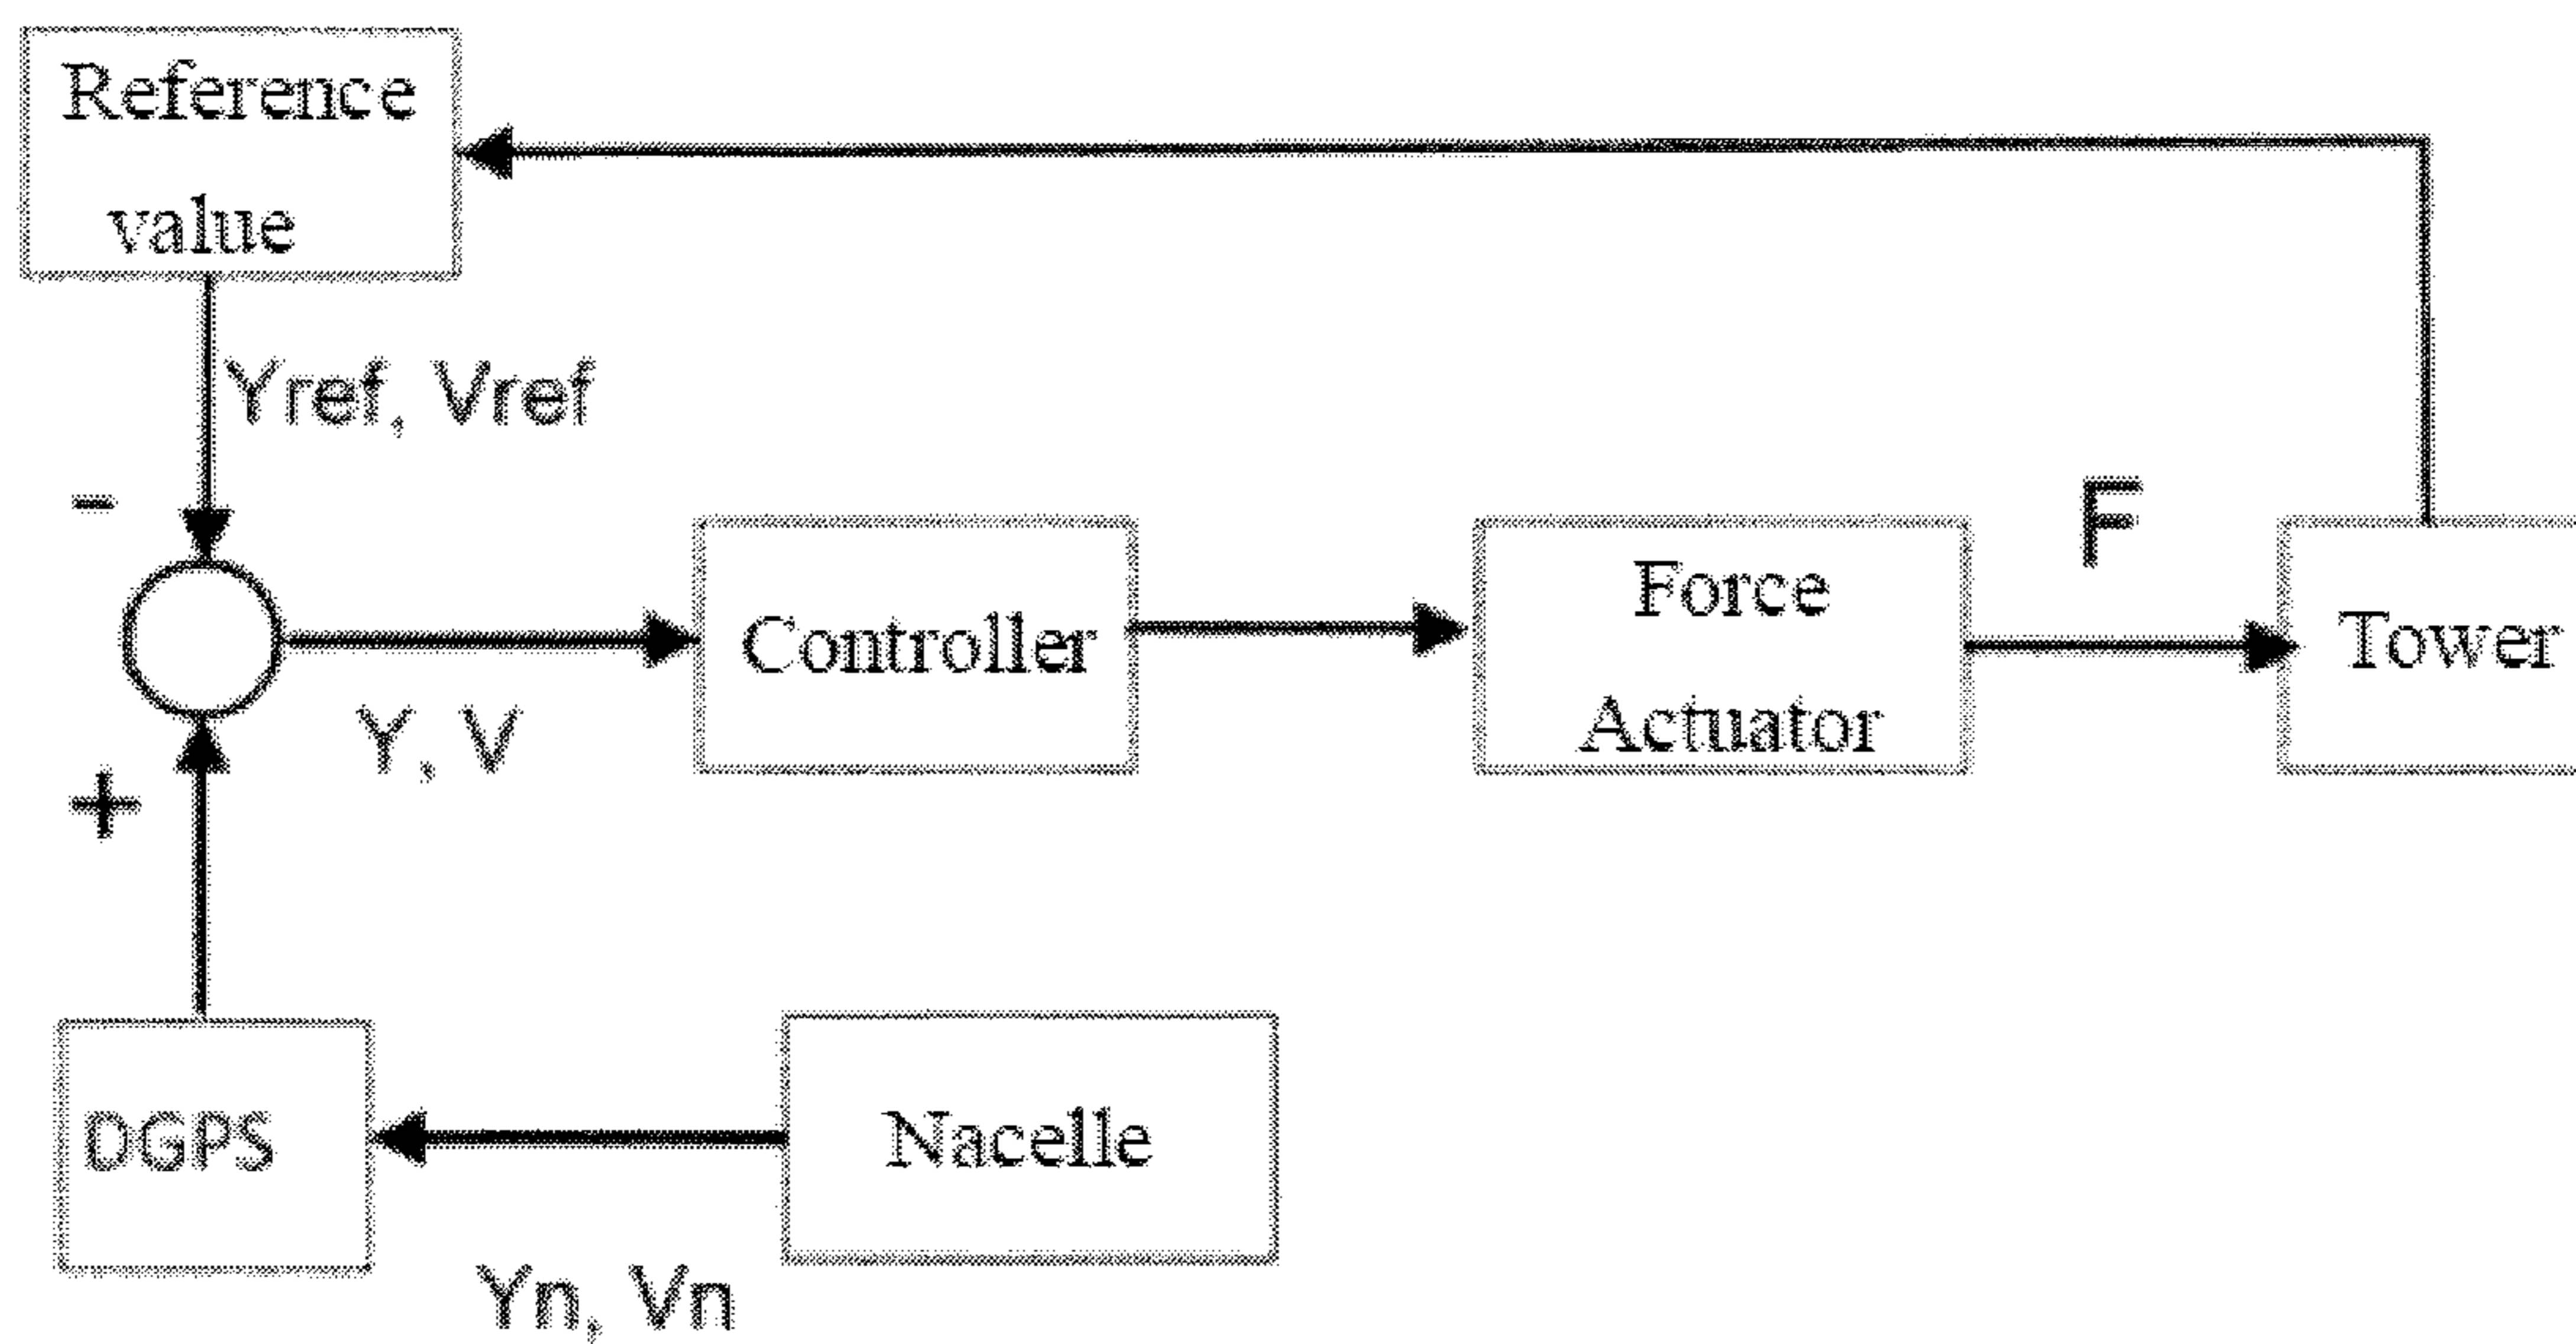 Reference
value
Yref, Vref
-
F
Controller
Force
Actuator
Tower
Y, V
+
DGPS
Nacelle
Yn, Vn